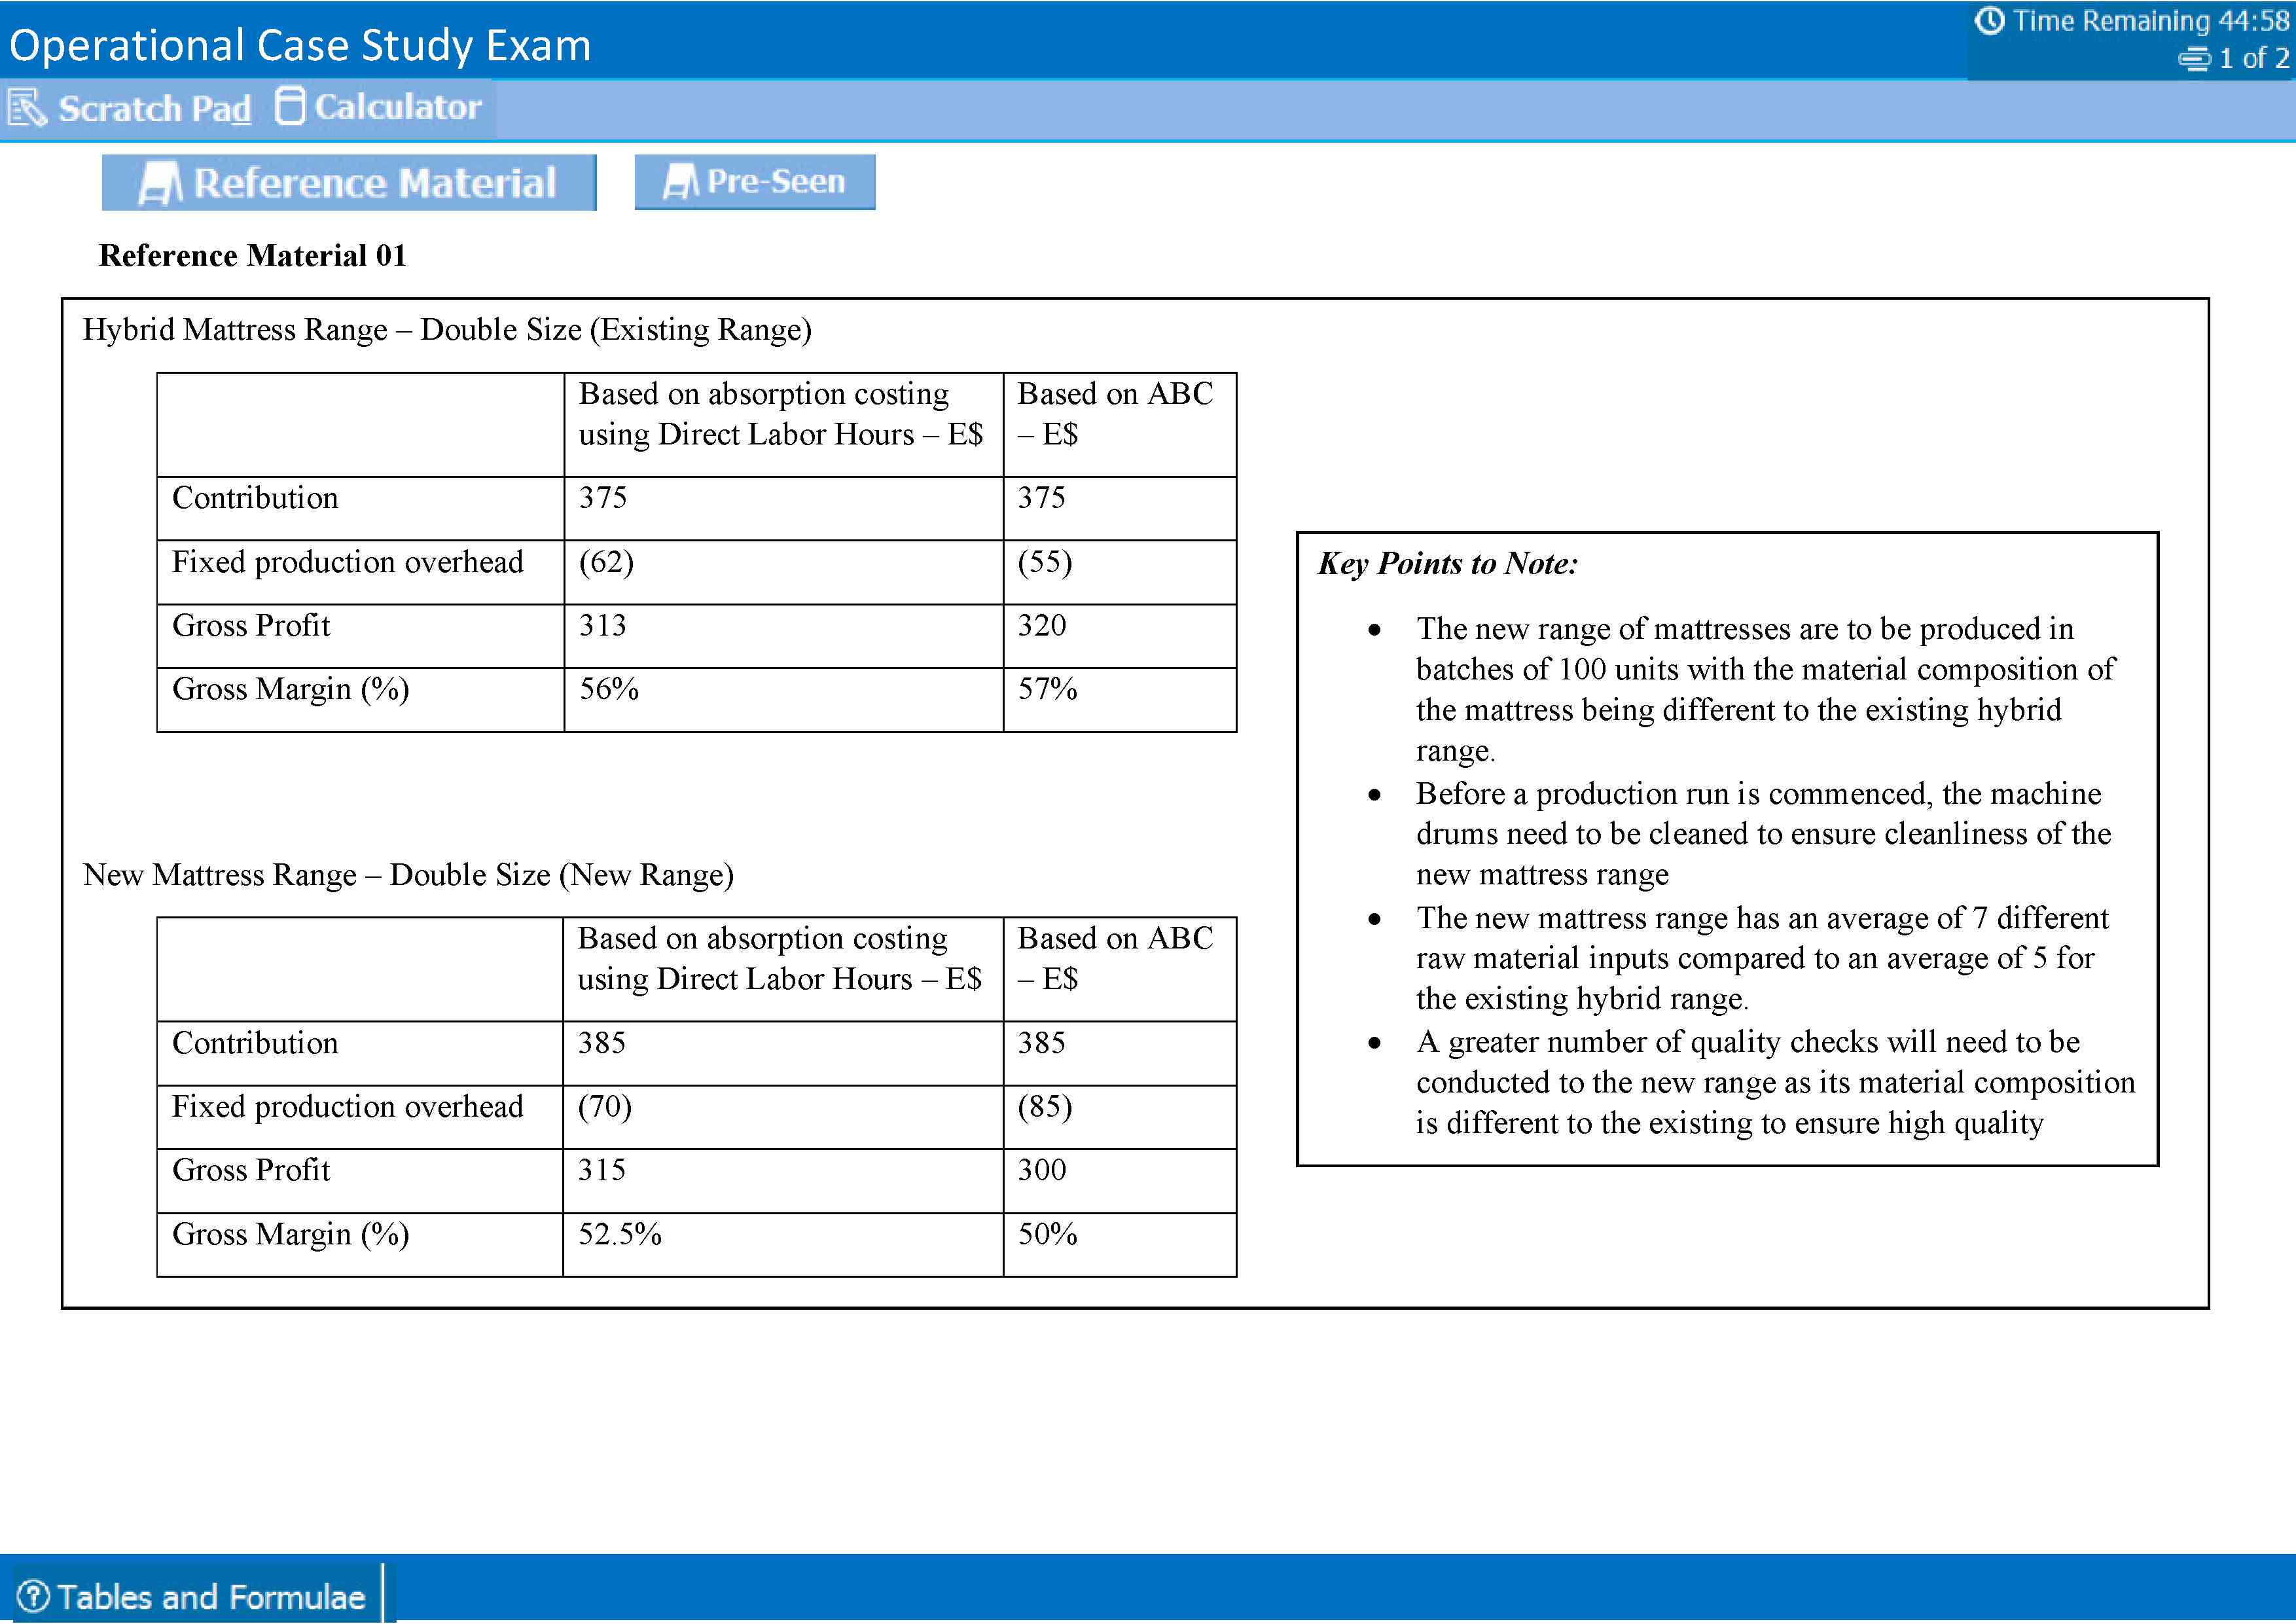 Operational Case Study Exam
Time Remaining 44:58
1 of 2
Scratch Pad
Calculator
Reference Material
Pre-Seen
Reference Material 01
Hybrid Mattress Range – Double Size (Existing Range)
Based on absorption costing
using Direct Labor Hours – E$
Based on ABC
– E$
Contribution 375 375
Fixed production overhead (62) (55)
Gross Profit 313 320
Gross Margin (%) 56% 57%
New Mattress Range – Double Size (New Range)
Based on absorption costing
using Direct Labor Hours – E$
Based on ABC
– E$
Contribution 385 385
Fixed production overhead (70) (85)
Gross Profit 315 300
Gross Margin (%) 52.5% 50%
Key Points to Note:
• The new range of mattresses are to be produced in
batches of 100 units with the material composition of
the mattress being different to the existing hybrid
range.
• Before a production run is commenced, the machine
drums need to be cleaned to ensure cleanliness of the
new mattress range
• The new mattress range has an average of 7 different
raw material inputs compared to an average of 5 for
the existing hybrid range.
• A greater number of quality checks will need to be
conducted to the new range as its material composition
is different to the existing to ensure high quality
Tables and Formulae